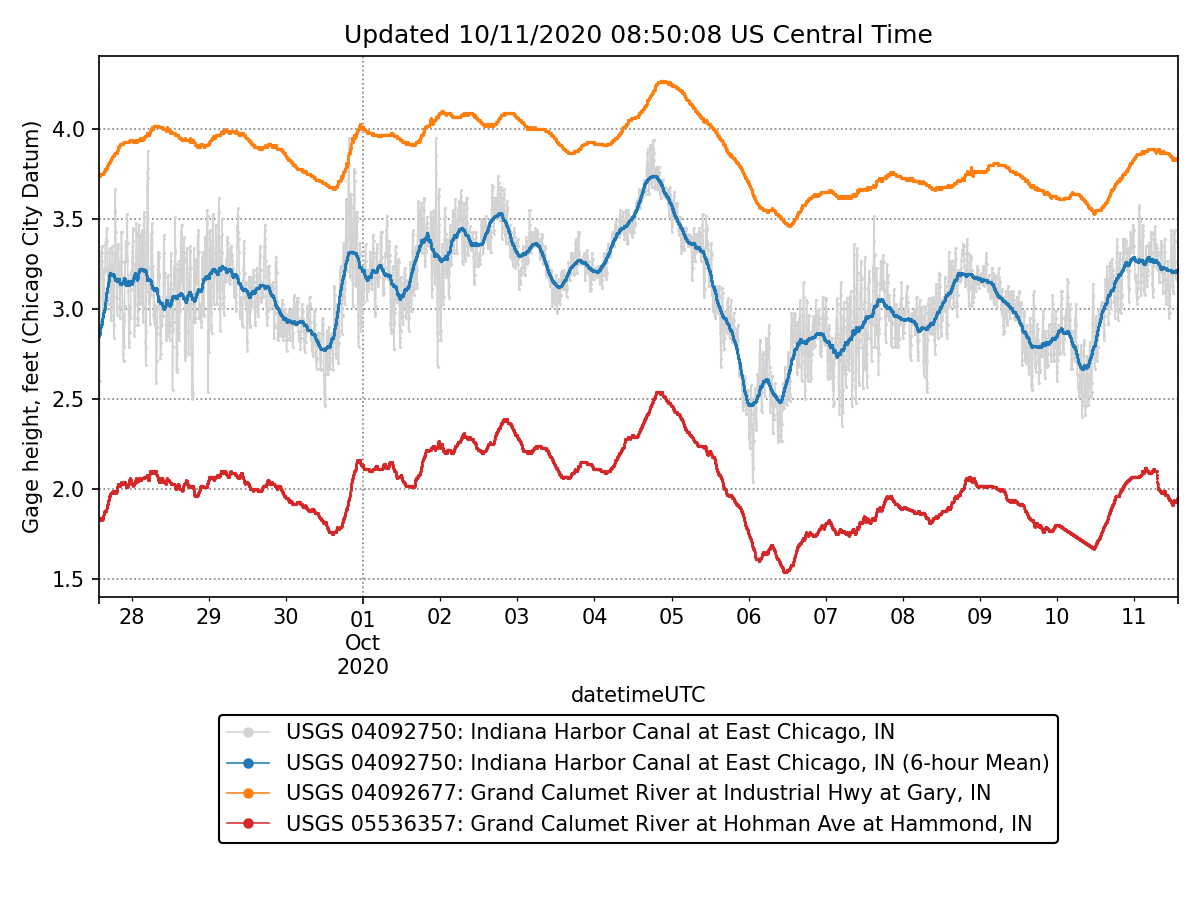 Updated 10/11/2020 08:50:08 US Central Time
Gage height, feet (Chicago City Datum)
4.0
3.5
3.0
2.5
2.0
1.5
28 29 30 01 02 03 04 05 06 07 08 09 10 11
Oct
2020
datetimeUTC
USGS 04092750: Indiana Harbor Canal at East Chicago, IN
USGS 04092750: Indiana Harbor Canal at East Chicago, IN (6-hour Mean)
USGS 04092677: Grand Calumet River at Industrial Hwy at Gary, IN
USGS 05536357: Grand Calumet River at Hohman Ave at Hammond, IN